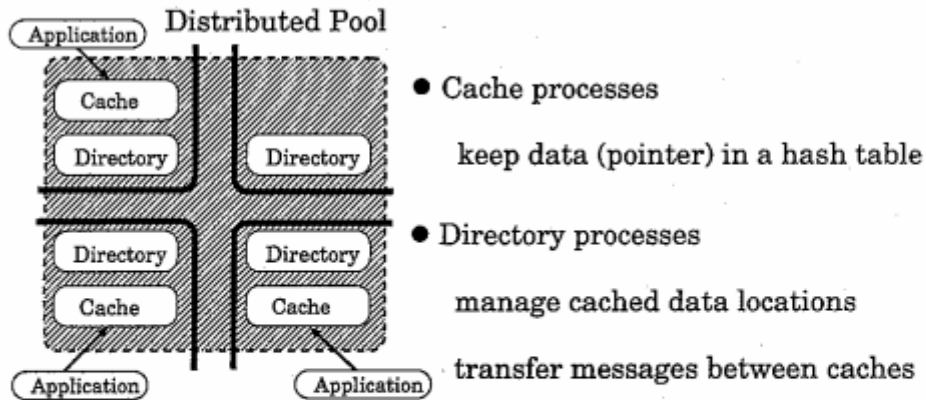 Distributed Pool
Application
Cache
Directory
Directory
Directory
Directory
Cache
Cache
Application
Application
● Cache processes
keep data (pointer) in a hash table
● Directory processes
manage cached data locations
transfer messages between caches